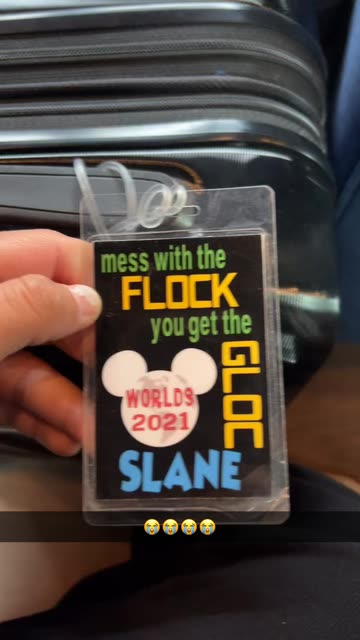 mess with the
FLOCK
you get the
GLOC
WORLDS
2021
SLANE
😭😭😭😭